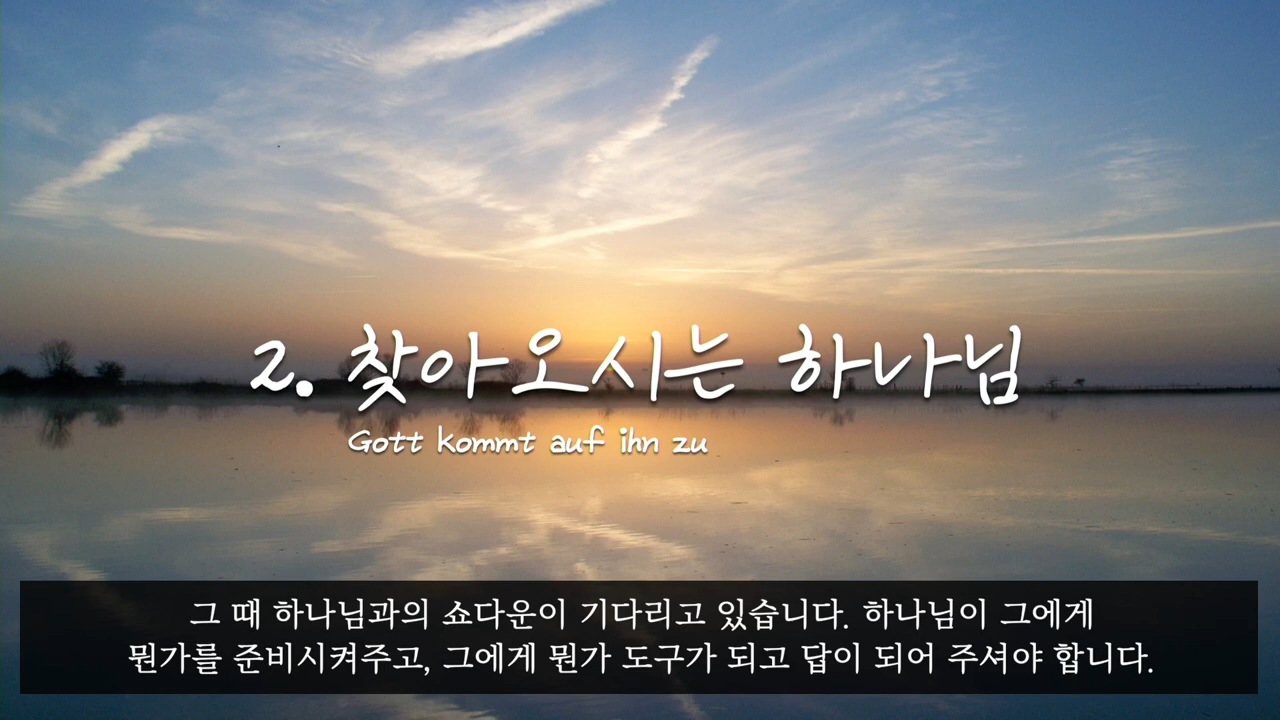 2. 찾아오시는 하나님
Gott kommt auf ihn zu
그 때 하나님과의 쇼다운이 기다리고 있습니다. 하나님이 그에게
뭔가를 준비시켜주고, 그에게 뭔가 도구가 되고 답이 되어 주셔야 합니다.